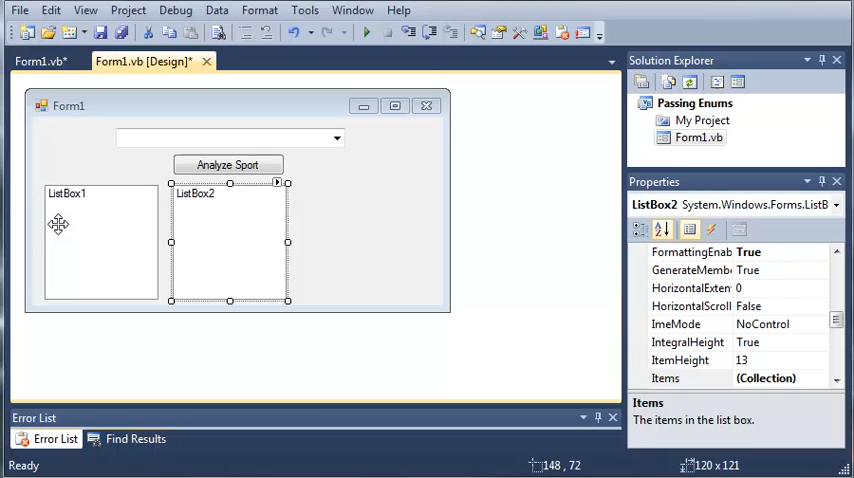 File Edit View Project Debug Data Format Tools Window Help
Form1.vb* Form1.vb [Design]*
Form1
Analyze Sport
ListBox1
ListBox2
Solution Explorer
Passing Enums
My Project
Form1.vb
Properties
ListBox2 System.Windows.Forms.ListB
FormattingEnab True
GenerateMembe True
HorizontalExten 0
HorizontalScroll False
ImeMode NoControl
IntegralHeight True
ItemHeight 13
Items (Collection)
Items
The items in the list box.
Error List
Error List Find Results
Ready 148 , 72 120 x 121